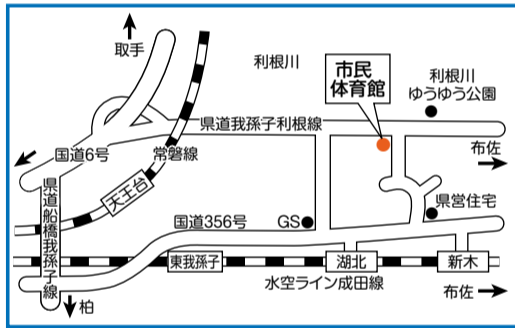 取手
利根川
市民
体育館
利根川
ゆうゆう公園
県道我孫子利根線
布佐
国道6号
常磐線
天王台
県営住宅
県道船橋我孫子線
国道356号
GS
東我孫子
湖北
新木
水空ライン成田線
柏
布佐